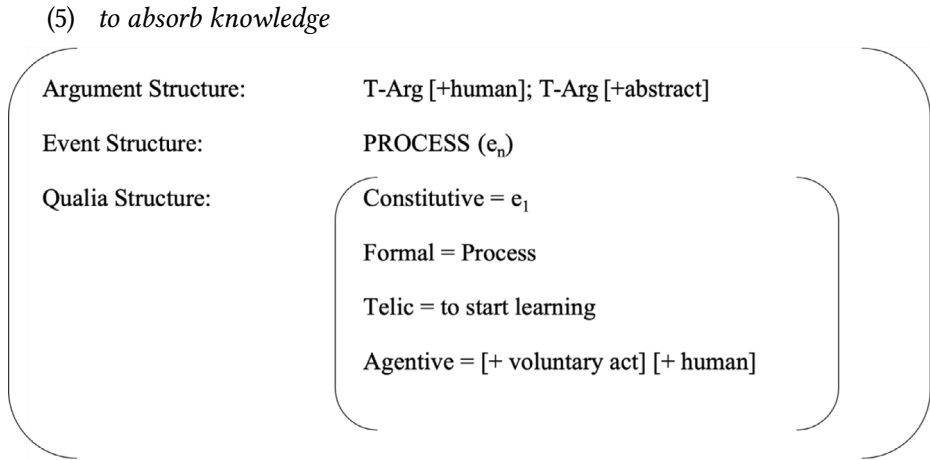 (5) to absorb knowledge
Argument Structure: T-Arg [+human]; T-Arg [+abstract]
Event Structure: PROCESS (eₙ)
Qualia Structure: Constitutive = e₁
Formal = Process
Telic = to start learning
Agentive = [+ voluntary act] [+ human]